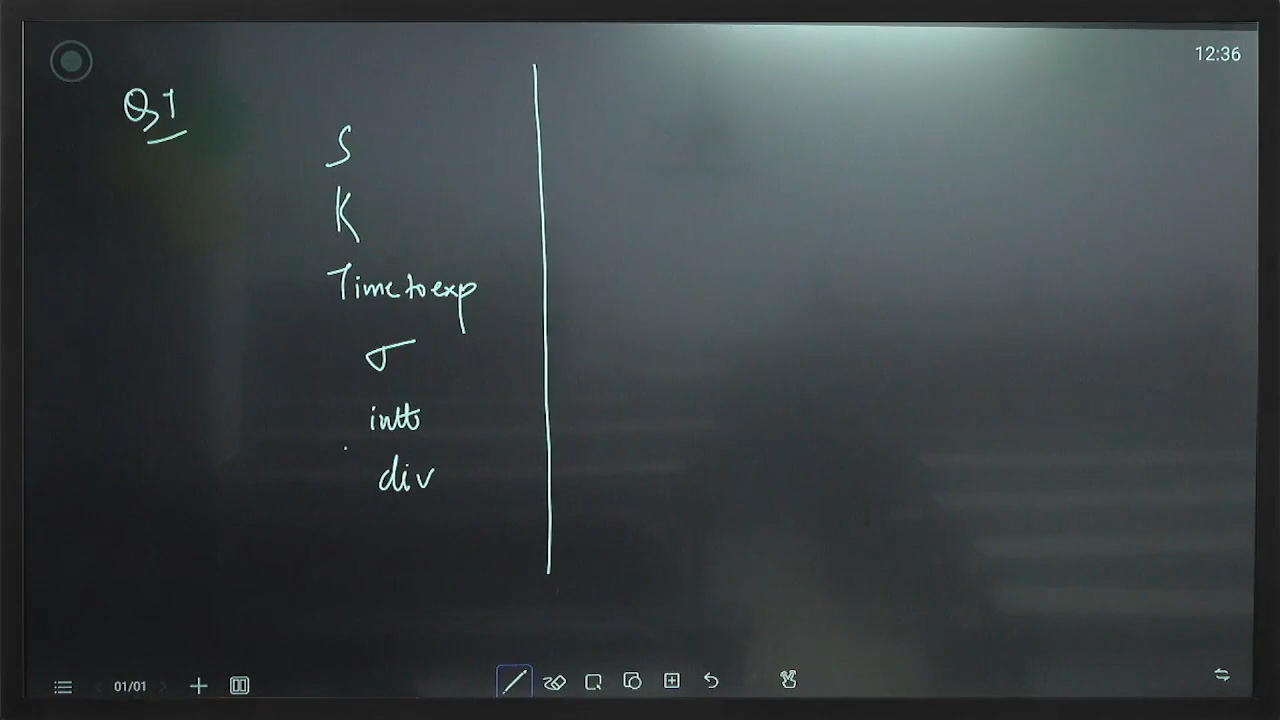 12:36
Q1
S
K
Time to exp
σ
intt
div
01/01